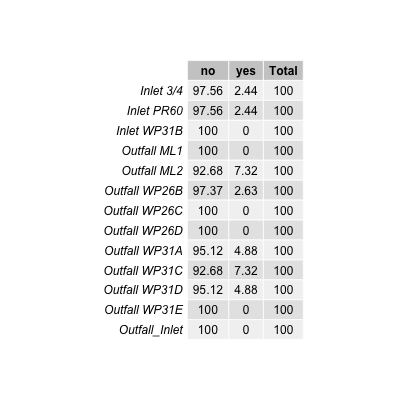 no yes Total
Inlet 3/4 97.56 2.44 100
Inlet PR60 97.56 2.44 100
Inlet WP31B 100 0 100
Outfall ML1 100 0 100
Outfall ML2 92.68 7.32 100
Outfall WP26B 97.37 2.63 100
Outfall WP26C 100 0 100
Outfall WP26D 100 0 100
Outfall WP31A 95.12 4.88 100
Outfall WP31C 92.68 7.32 100
Outfall WP31D 95.12 4.88 100
Outfall WP31E 100 0 100
Outfall_Inlet 100 0 100